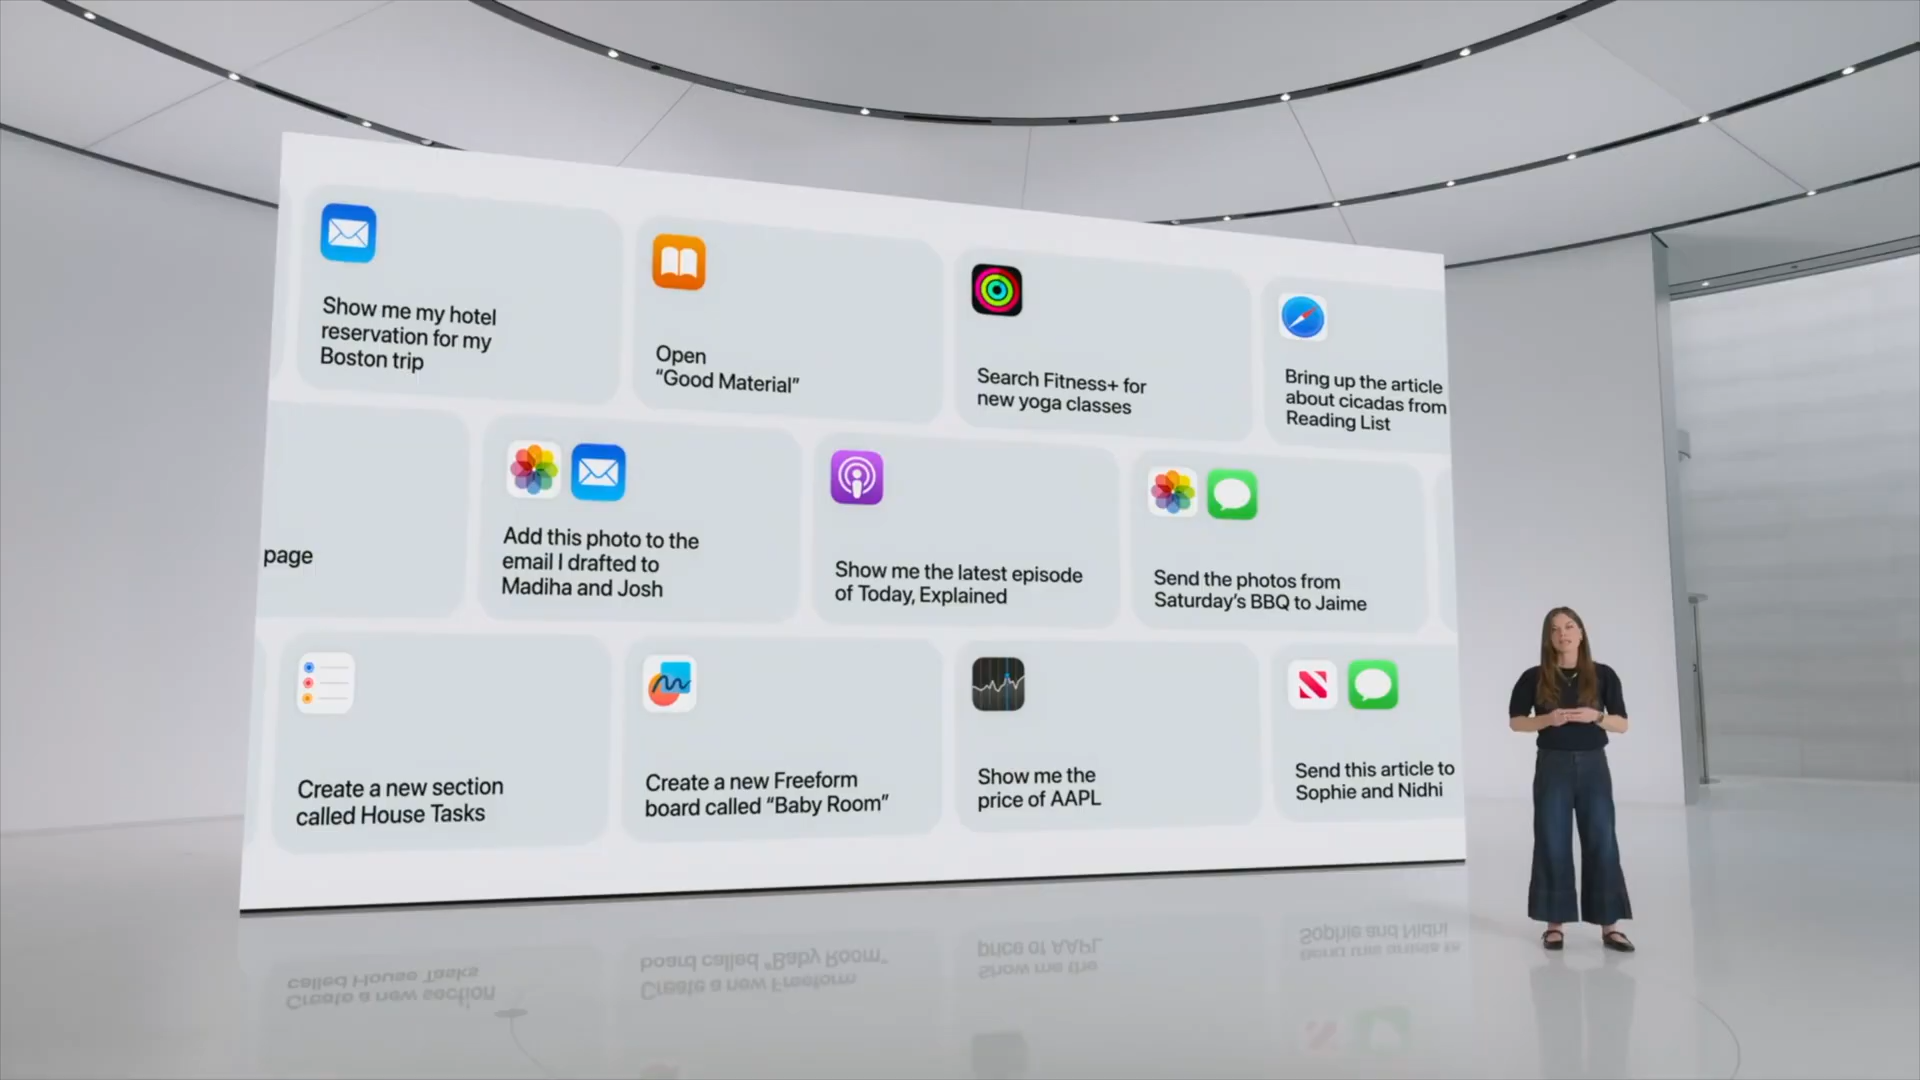 Show me my hotel
reservation for my
Boston trip
Open
“Good Material”
Search Fitness+ for
new yoga classes
Bring up the article
about cicadas from
Reading List
page
Add this photo to the
email I drafted to
Madiha and Josh
Show me the latest episode
of Today, Explained
Send the photos from
Saturday’s BBQ to Jaime
Create a new section
called House Tasks
Create a new Freeform
board called “Baby Room”
Show me the
price of AAPL
Send this article to
Sophie and Nidhi